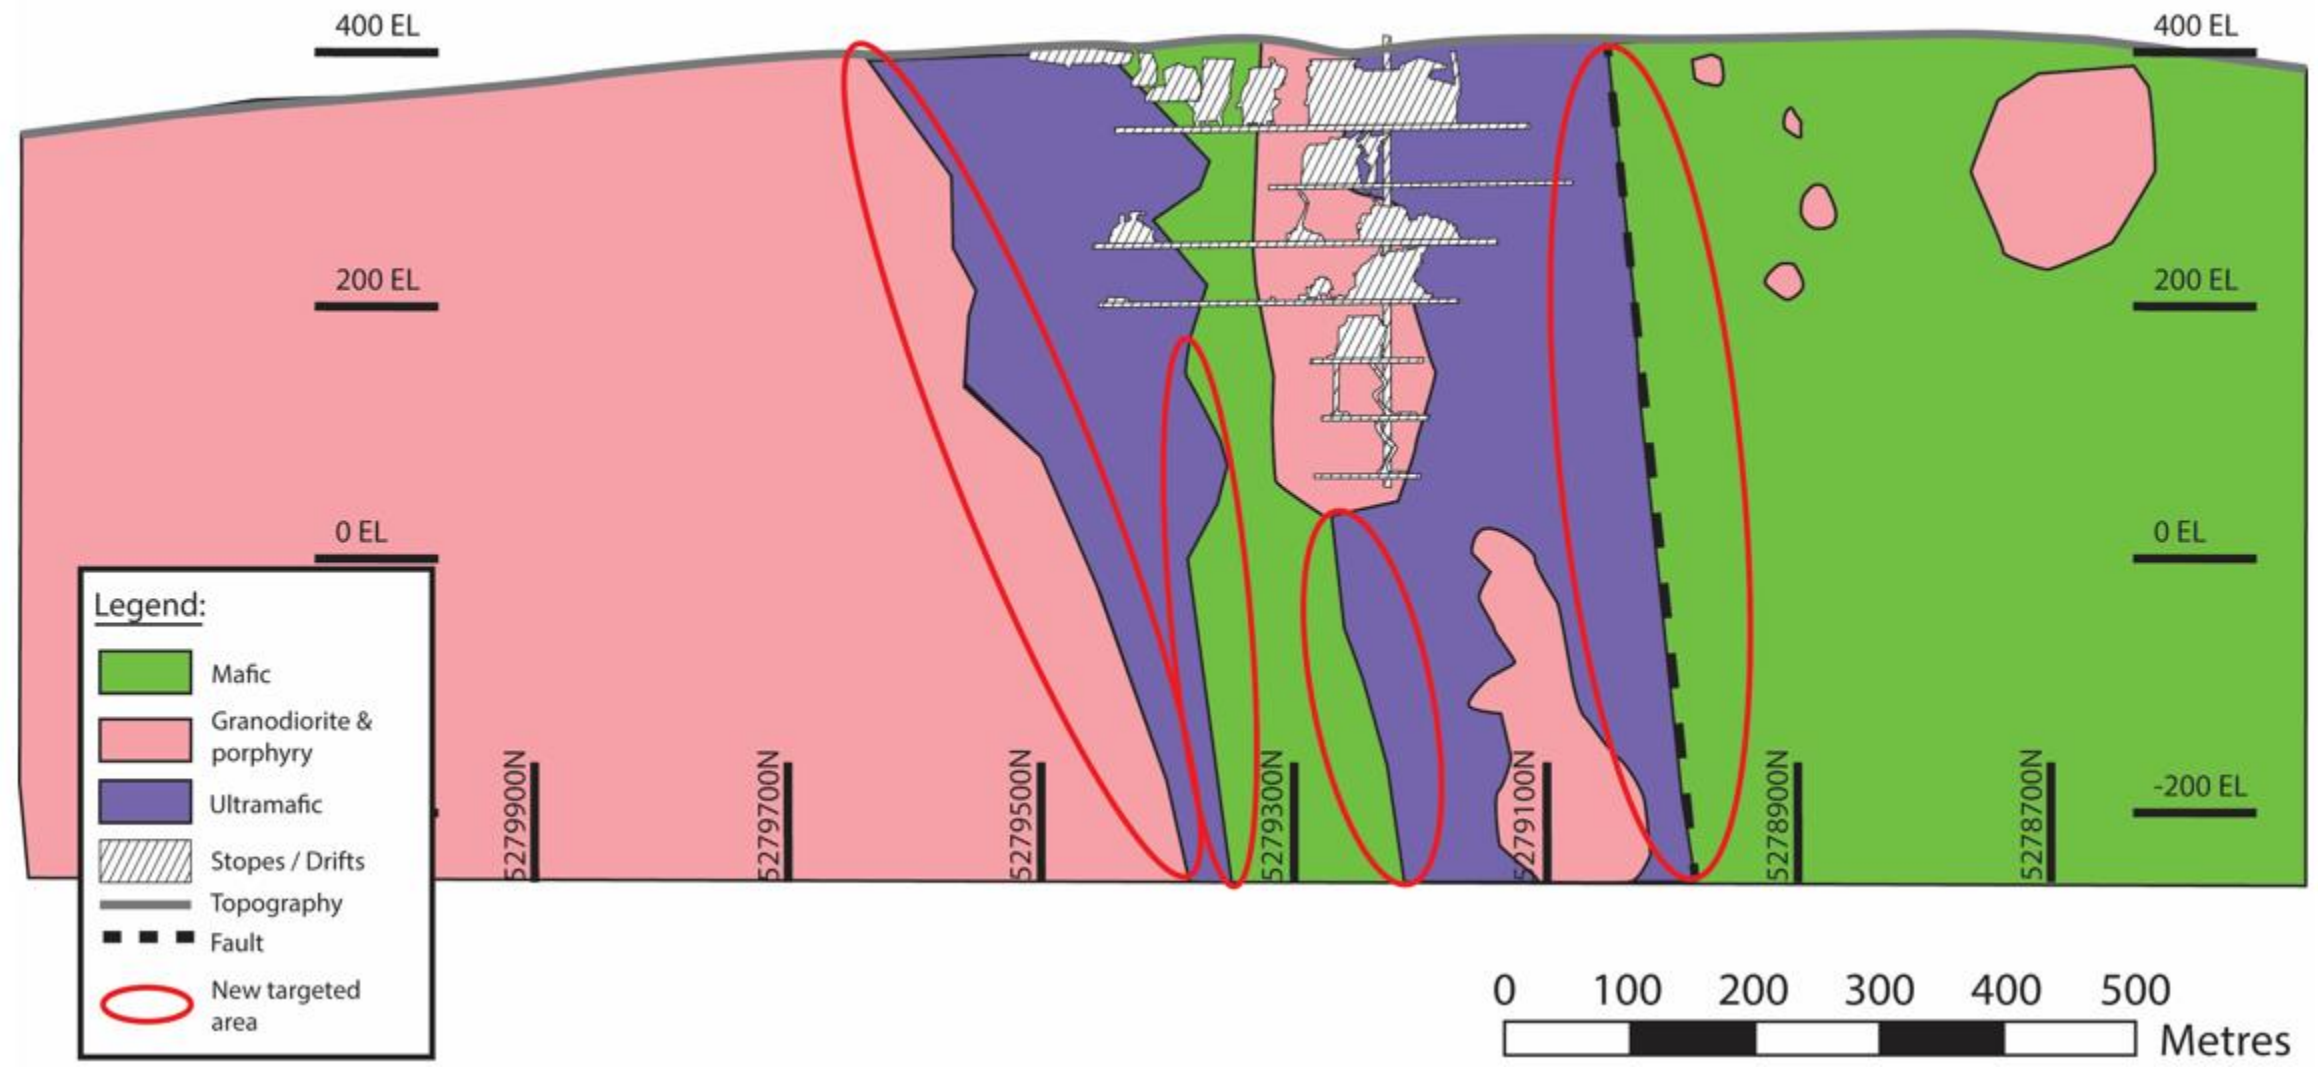 400 EL
400 EL
200 EL
200 EL
0 EL
0 EL
-200 EL
Legend:
Mafic
Granodiorite &
porphyry
Ultramafic
Stopes / Drifts
Topography
Fault
New targeted
area
5279900N
5279700N
5279500N
5279300N
5279100N
5278900N
5278700N
0 100 200 300 400 500
Metres